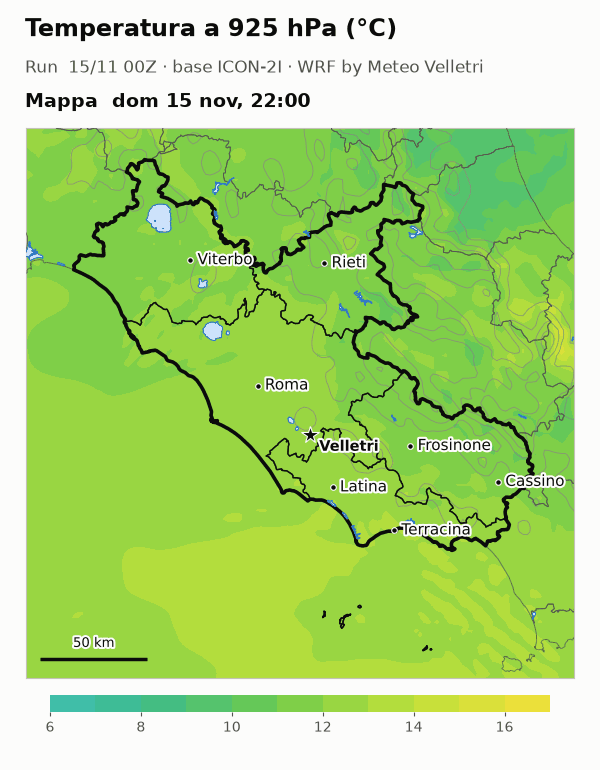 Temperatura a 925 hPa (°C)
Run  15/11 00Z · base ICON-2I · WRF by Meteo Velletri
Mappa  dom 15 nov, 22:00
Viterbo
Rieti
Roma
Velletri
Frosinone
Latina
Cassino
Terracina
50 km
6 8 10 12 14 16